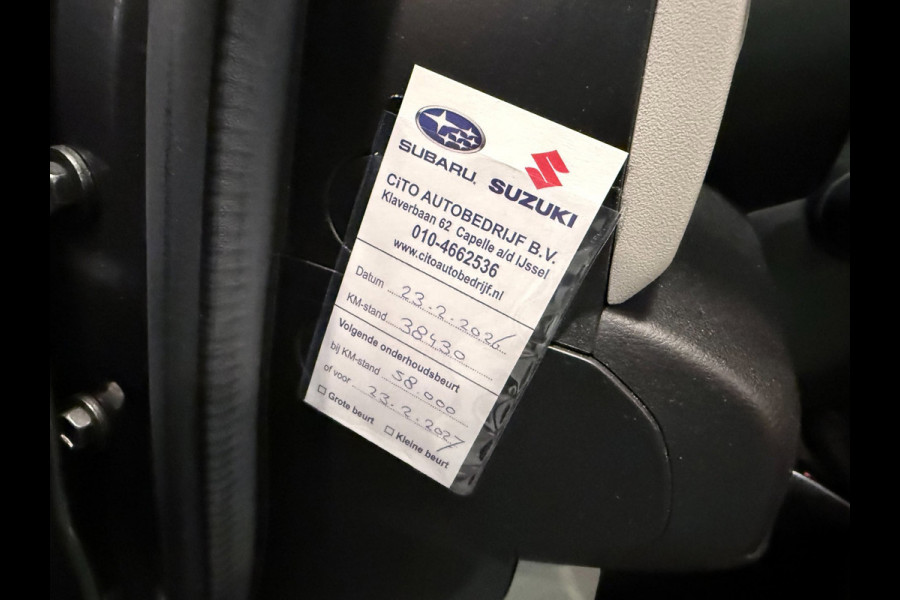 SUBARU.
SUZUKI
CiTO AUTOBEDRIJF B.V.
Klaverbaan 62 Capelle a/d IJssel
010-4662536
www.citoautobedrijf.nl
Datum 23.2.2026
KM-stand 38430
Volgende onderhoudsbeurt
bij KM-stand 58.000
of voor 23.2.2027
Grote beurt
Kleine beurt